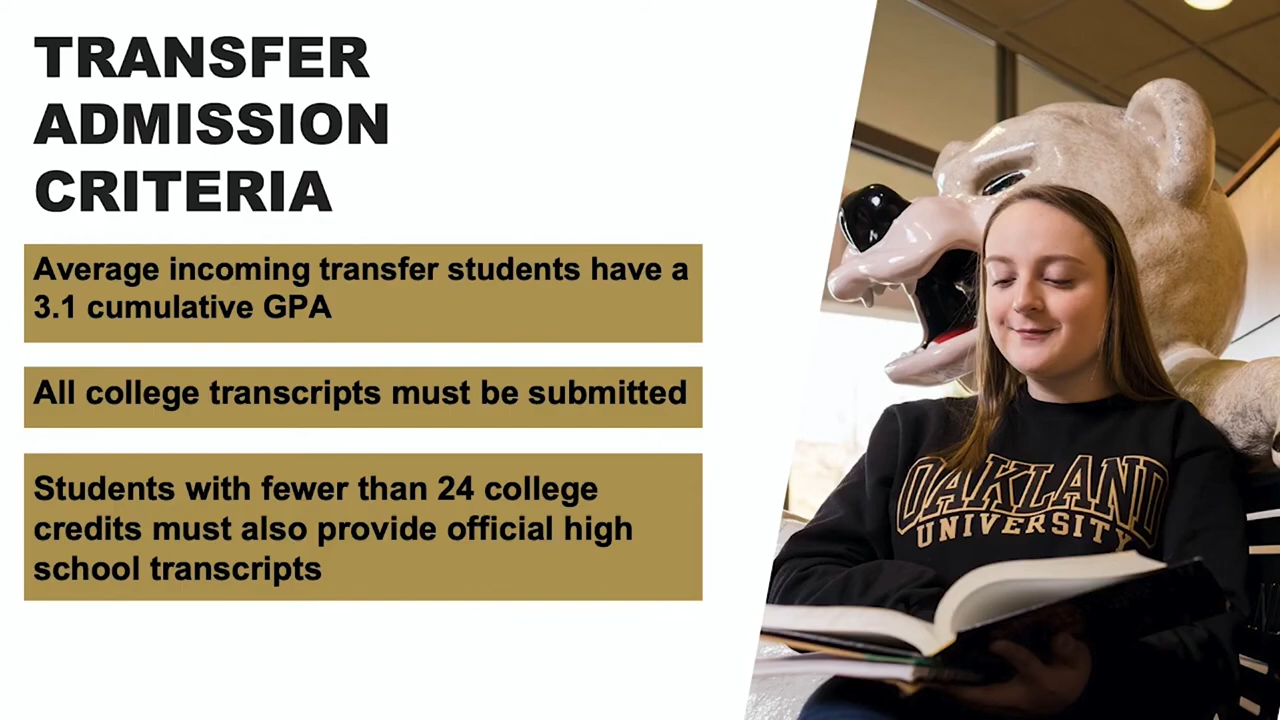 TRANSFER
ADMISSION
CRITERIA
Average incoming transfer students have a
3.1 cumulative GPA
All college transcripts must be submitted
Students with fewer than 24 college
credits must also provide official high
school transcripts
OAKLAND
UNIVERSITY